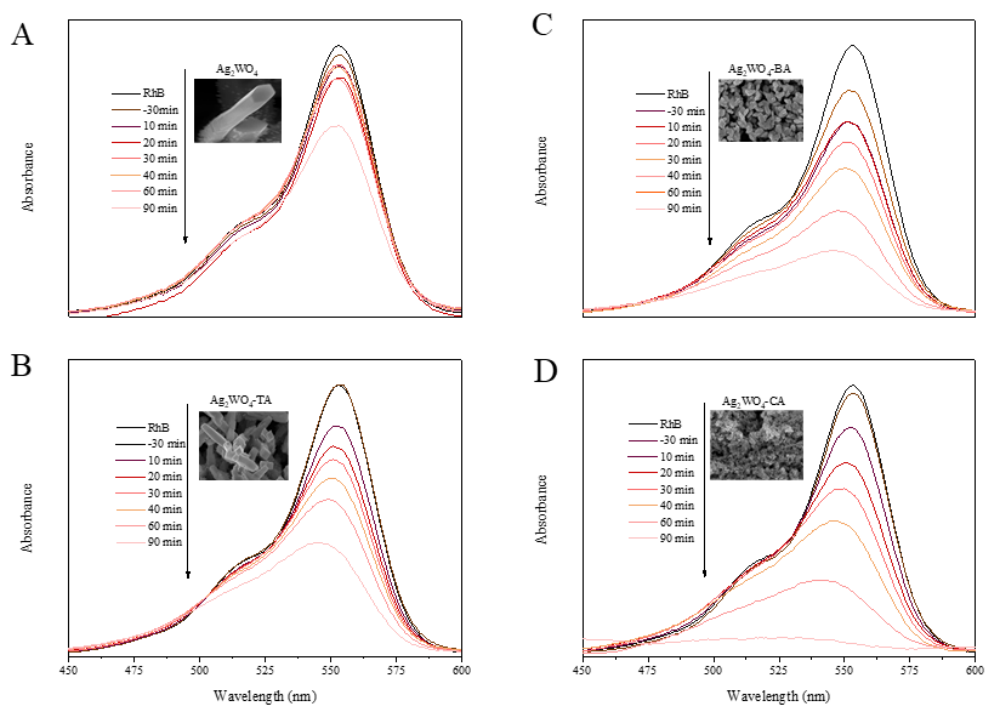 A
Absorbance
Ag₂WO₄
RhB
-30min
10 min
20 min
30 min
40 min
60 min
90 min
C
Absorbance
Ag₂WO₄-BA
RhB
-30 min
10 min
20 min
30 min
40 min
60 min
90 min
B
Absorbance
Ag₂WO₄-TA
RhB
-30 min
10 min
20 min
30 min
40 min
60 min
90 min
450 475 500 525 550 575 600
Wavelength (nm)
D
Absorbance
Ag₂WO₄-CA
RhB
-30 min
10 min
20 min
30 min
40 min
60 min
90 min
450 475 500 525 550 575 600
Wavelength (nm)